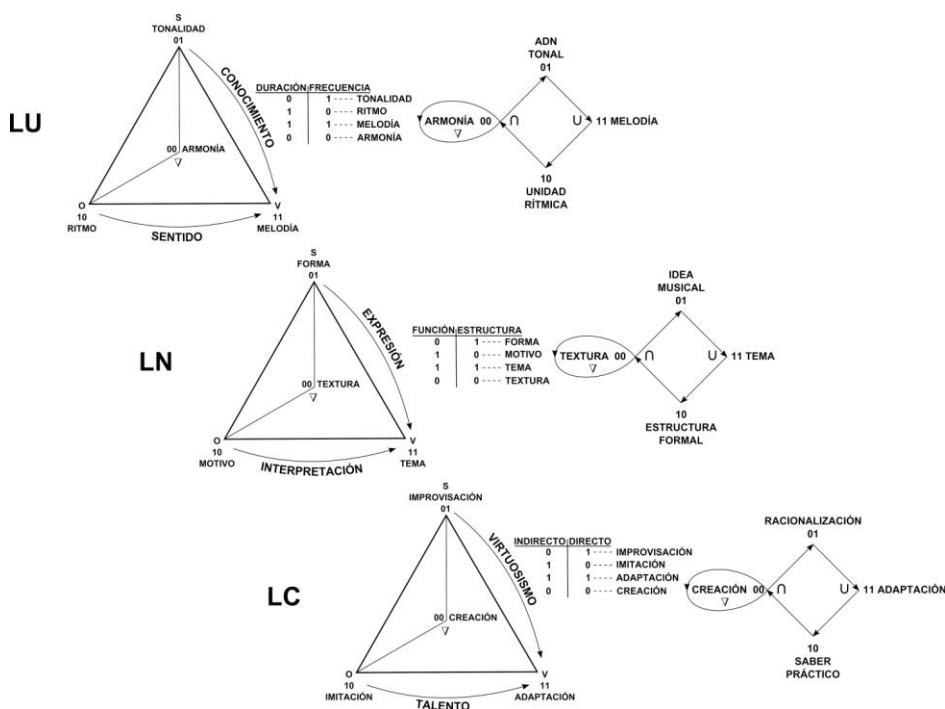 LU
S
TONALIDAD
01
CONOCIMIENTO
00 ARMONÍA
∇
O
10
RITMO
SENTIDO
V
11
MELODÍA
DURACIÓN FRECUENCIA
0 1 ---- TONALIDAD
1 0 ---- RITMO
1 1 ---- MELODÍA
0 0 ---- ARMONÍA
ADN
TONAL
01
ARMONÍA 00 ∩
∇
∪ 11 MELODÍA
10
UNIDAD
RÍTMICA
LN
S
FORMA
01
EXPRESIÓN
00 TEXTURA
∇
O
10
MOTIVO
INTERPRETACIÓN
V
11
TEMA
FUNCIÓN ESTRUCTURA
0 1 ---- FORMA
1 0 ---- MOTIVO
1 1 ---- TEMA
0 0 ---- TEXTURA
IDEA
MUSICAL
01
TEXTURA 00 ∩
∇
∪ 11 TEMA
10
ESTRUCTURA
FORMAL
LC
S
IMPROVISACIÓN
01
VIRTUOSISMO
00 CREACIÓN
∇
O
10
IMITACIÓN
TALENTO
V
11
ADAPTACIÓN
INDIRECTO DIRECTO
0 1 ---- IMPROVISACIÓN
1 0 ---- IMITACIÓN
1 1 ---- ADAPTACIÓN
0 0 ---- CREACIÓN
RACIONALIZACIÓN
01
CREACIÓN 00 ∩
∇
∪ 11 ADAPTACIÓN
10
SABER
PRÁCTICO